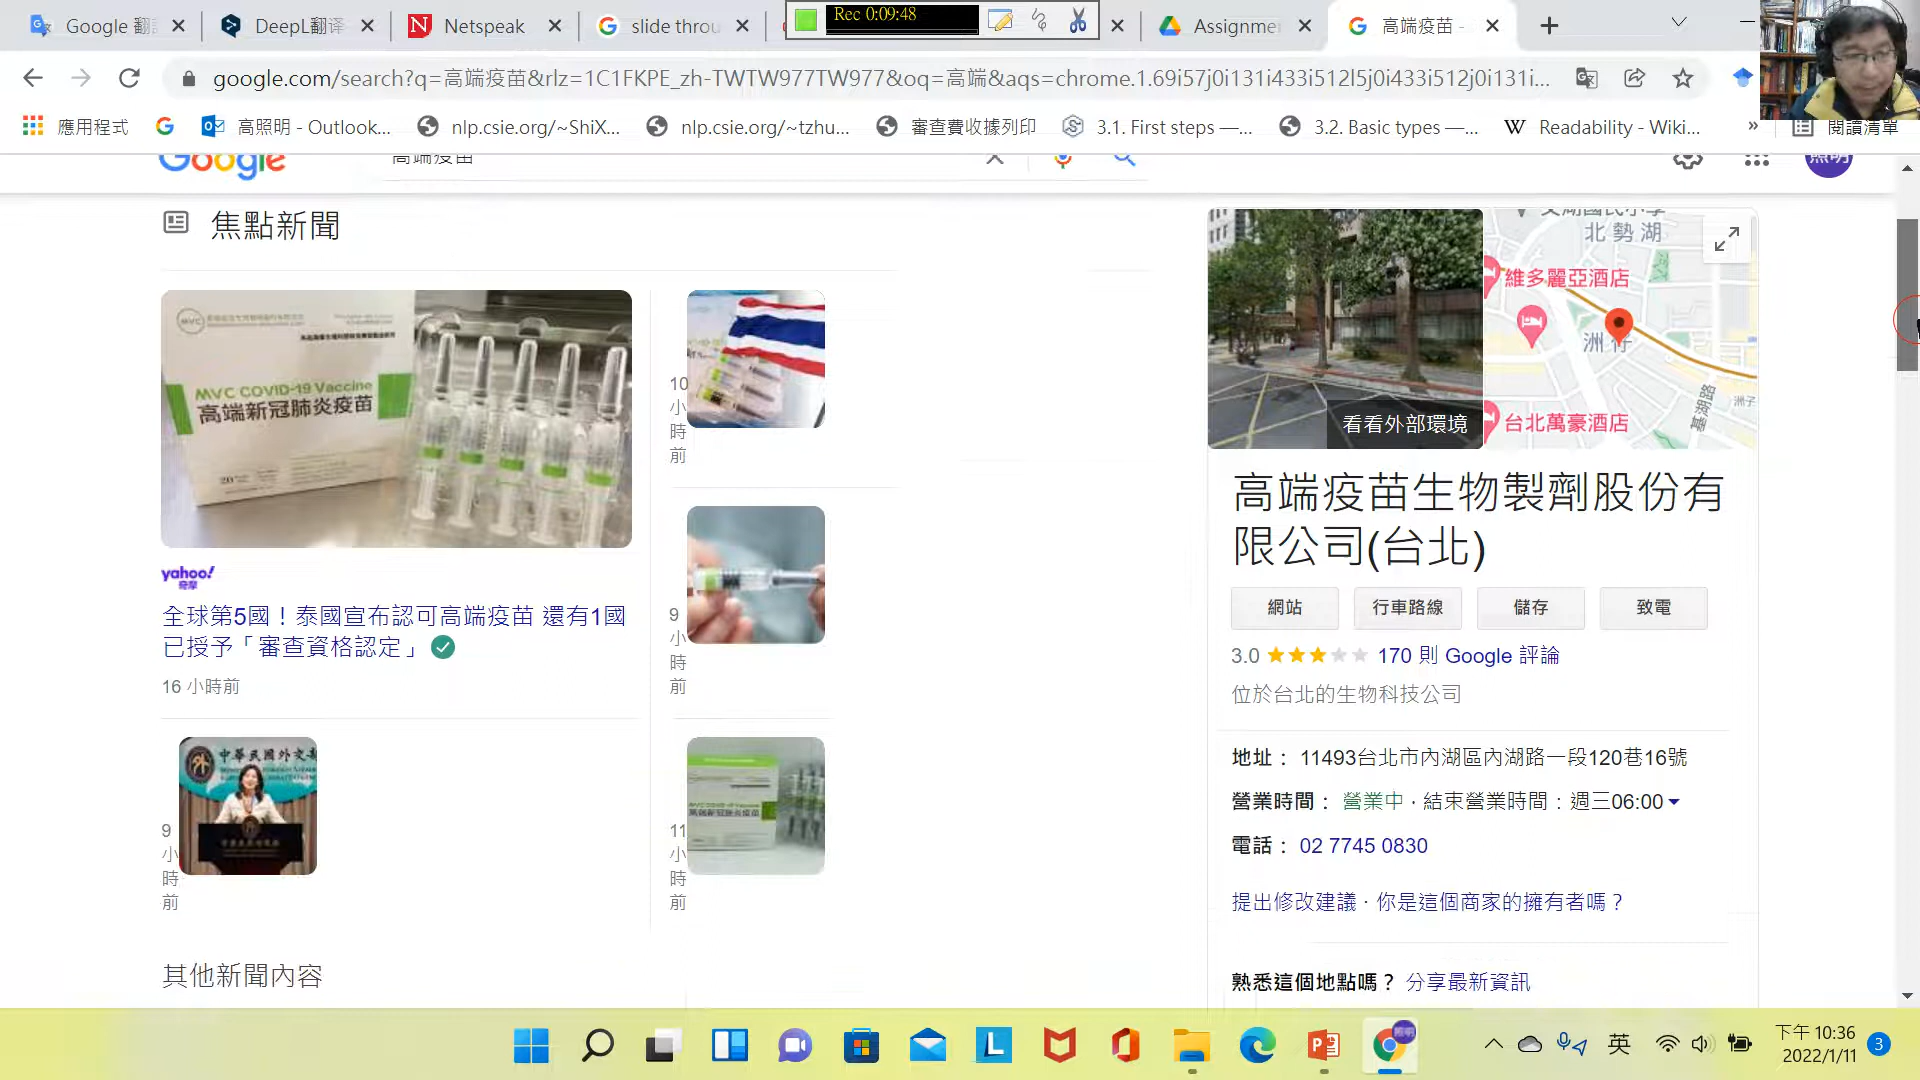 Google 翻
DeepL翻译
Netspeak
slide throu
Rec 0:09:48
Assignme
高端疫苗 -
google.com/search?q=高端疫苗&rlz=1C1FKPE_zh-TWTW977TW977&oq=高端&aqs=chrome.1.69i57j0i131i433i512l5j0i433i512j0i131i...
應用程式
高照明 - Outlook...
nlp.csie.org/~ShiX...
nlp.csie.org/~tzhu...
審查費收據列印
3.1. First steps —...
3.2. Basic types —...
Readability - Wiki...
»
閱讀清單
Google
高端疫苗
照明
焦點新聞
MVC COVID-19 Vaccine
高端新冠肺炎疫苗
yahoo!
奇摩
全球第5國！泰國宣布認可高端疫苗 還有1國
已授予「審查資格認定」
16 小時前
10
小
時
前
9
小
時
前
中華民國外交部
9
小
時
前
11
小
時
前
其他新聞內容
看看外部環境
北勢湖
維多麗亞酒店
台北萬豪酒店
基湖路
洲子
高端疫苗生物製劑股份有
限公司(台北)
網站
行車路線
儲存
致電
3.0
170 則 Google 評論
位於台北的生物科技公司
地址： 11493台北市內湖區內湖路一段120巷16號
營業時間： 營業中 · 結束營業時間：週三06:00
電話： 02 7745 0830
提出修改建議 · 你是這個商家的擁有者嗎？
熟悉這個地點嗎？ 分享最新資訊
英
下午 10:36
2022/1/11
3